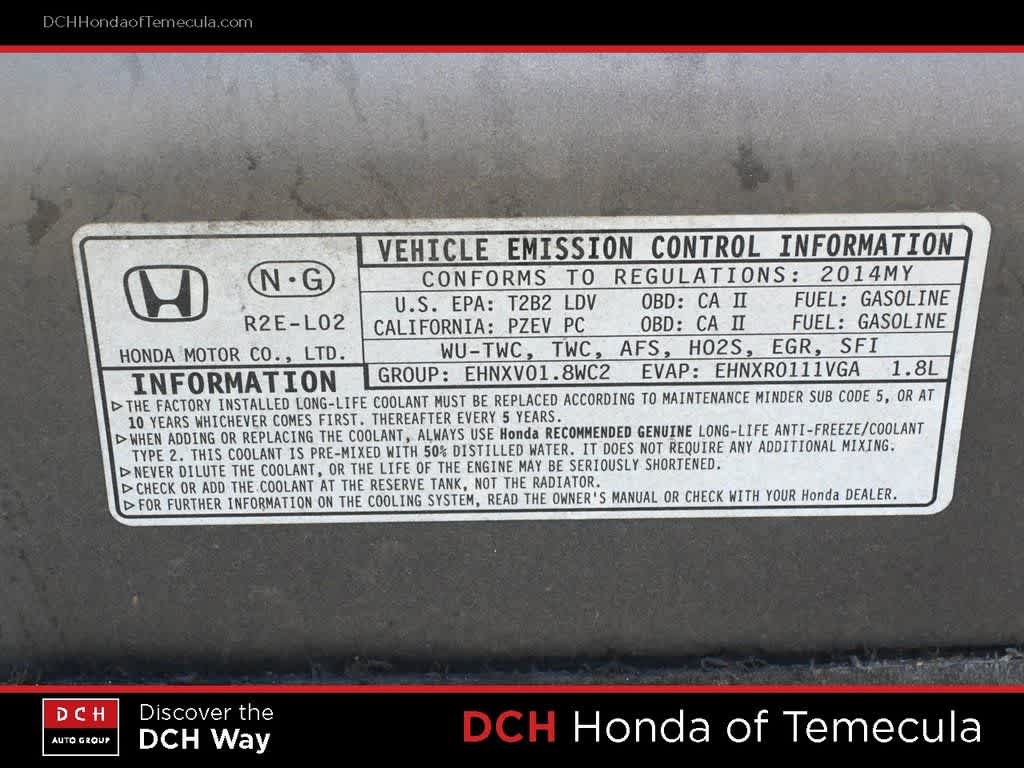 DCHHondaofTemecula.com
VEHICLE EMISSION CONTROL INFORMATION
N·G
CONFORMS TO REGULATIONS: 2014MY
R2E-L02
U.S. EPA: T2B2 LDV OBD: CA II FUEL: GASOLINE
CALIFORNIA: PZEV PC OBD: CA II FUEL: GASOLINE
HONDA MOTOR CO., LTD.
WU-TWC, TWC, AFS, HO2S, EGR, SFI
GROUP: EHNXV01.8WC2 EVAP: EHNXR0111VGA 1.8L
INFORMATION
▷THE FACTORY INSTALLED LONG-LIFE COOLANT MUST BE REPLACED ACCORDING TO MAINTENANCE MINDER SUB CODE 5, OR AT
10 YEARS WHICHEVER COMES FIRST. THEREAFTER EVERY 5 YEARS.
▷WHEN ADDING OR REPLACING THE COOLANT, ALWAYS USE Honda RECOMMENDED GENUINE LONG-LIFE ANTI-FREEZE/COOLANT
TYPE 2. THIS COOLANT IS PRE-MIXED WITH 50% DISTILLED WATER. IT DOES NOT REQUIRE ANY ADDITIONAL MIXING.
▷NEVER DILUTE THE COOLANT, OR THE LIFE OF THE ENGINE MAY BE SERIOUSLY SHORTENED.
▷CHECK OR ADD THE COOLANT AT THE RESERVE TANK, NOT THE RADIATOR.
▷FOR FURTHER INFORMATION ON THE COOLING SYSTEM, READ THE OWNER'S MANUAL OR CHECK WITH YOUR Honda DEALER.
DCH
AUTO GROUP
Discover the
DCH Way
DCH Honda of Temecula